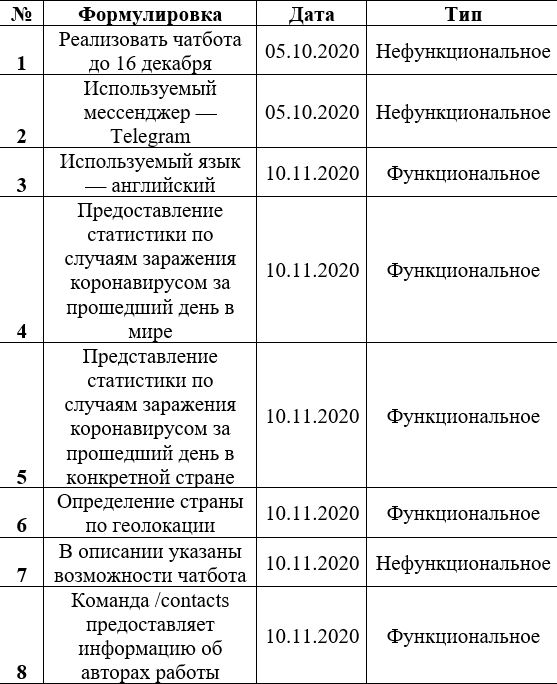 № Формулировка Дата Тип
Реализовать чатбота
до 16 декабря
1 05.10.2020 Нефункциональное
Используемый
мессенджер —
Telegram
2 05.10.2020 Нефункциональное
Используемый язык
— английский
3 10.11.2020 Функциональное
Предоставление
статистики по
случаям заражения
коронавирусом за
прошедший день в
мире
4 10.11.2020 Функциональное
Представление
статистики по
случаям заражения
коронавирусом за
прошедший день в
конкретной стране
5 10.11.2020 Функциональное
Определение страны
по геолокации
6 10.11.2020 Функциональное
В описании указаны
возможности чатбота
7 10.11.2020 Нефункциональное
Команда /contacts
предоставляет
информацию об
авторах работы
8 10.11.2020 Функциональное